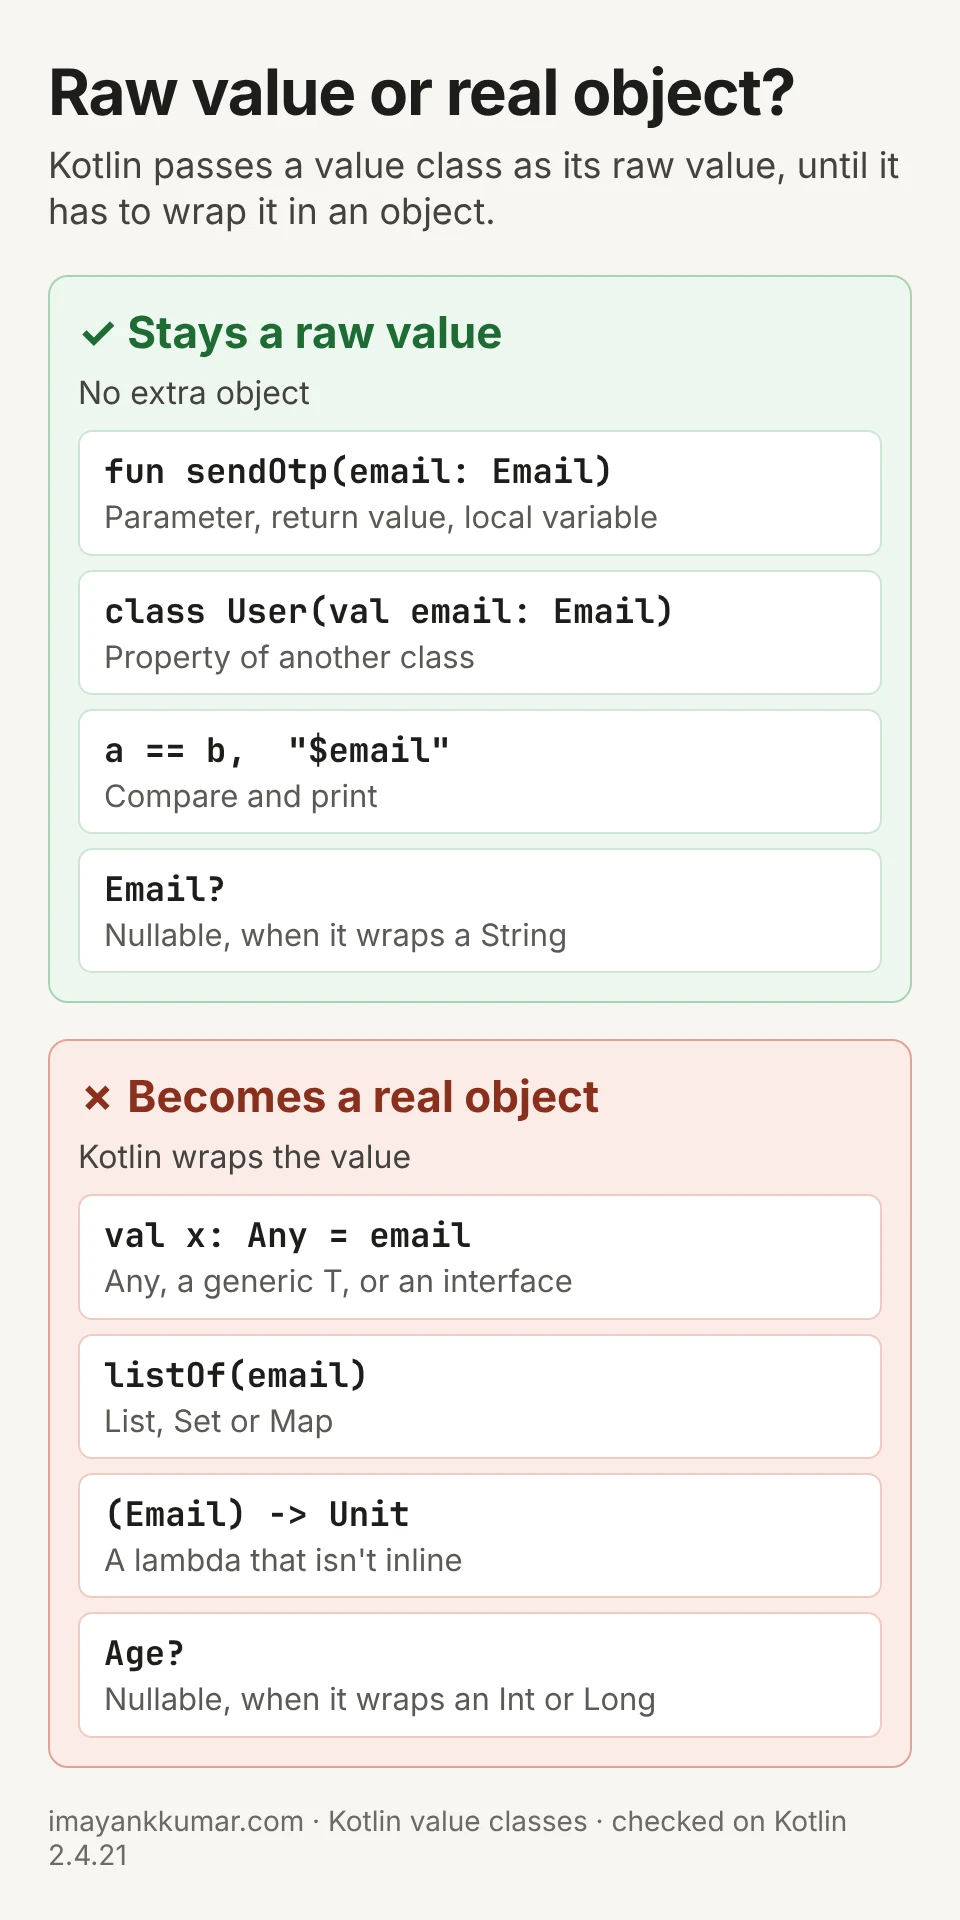 Raw value or real object?
Kotlin passes a value class as its raw value, until it
has to wrap it in an object.
✓ Stays a raw value
No extra object
fun sendOtp(email: Email)
Parameter, return value, local variable
class User(val email: Email)
Property of another class
a == b,  "$email"
Compare and print
Email?
Nullable, when it wraps a String
× Becomes a real object
Kotlin wraps the value
val x: Any = email
Any, a generic T, or an interface
listOf(email)
List, Set or Map
(Email) -> Unit
A lambda that isn't inline
Age?
Nullable, when it wraps an Int or Long
imayankkumar.com · Kotlin value classes · checked on Kotlin
2.4.21